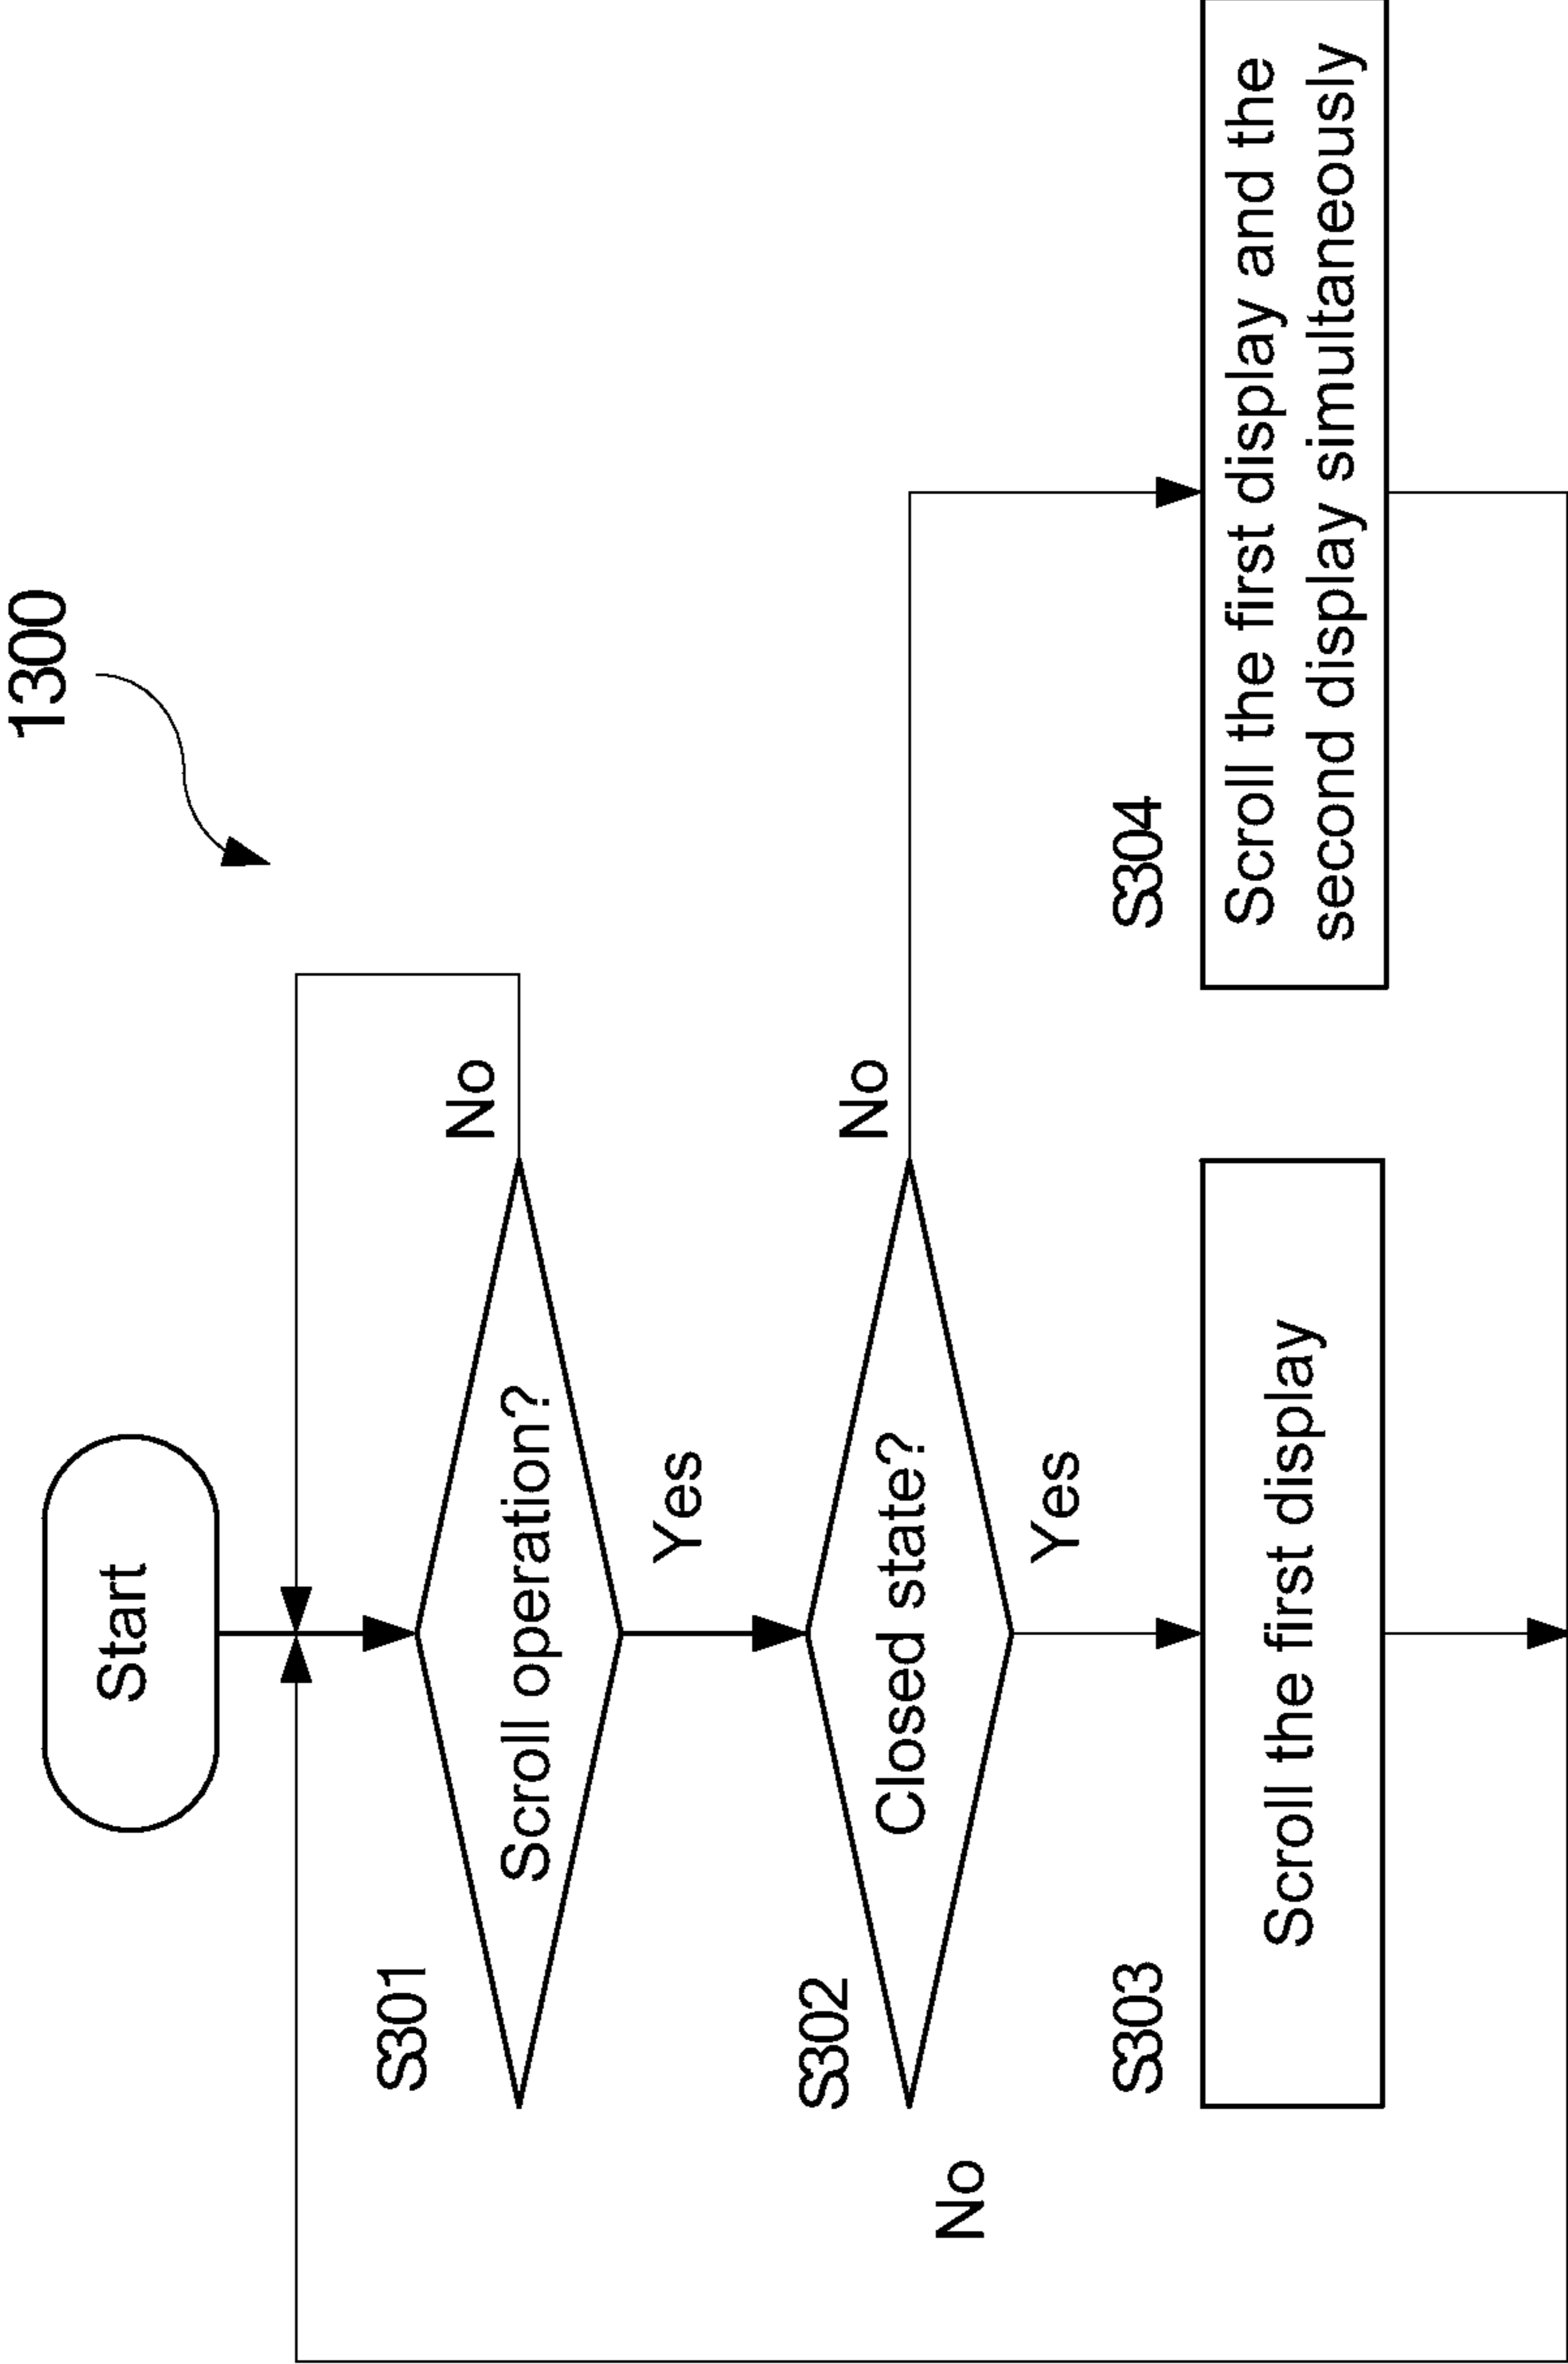 1300
Start
S301
Scroll operation?
No
Yes
S302
Closed state?
No
No
Yes
S303
Scroll the first display
S304
Scroll the first display and the
second display simultaneously